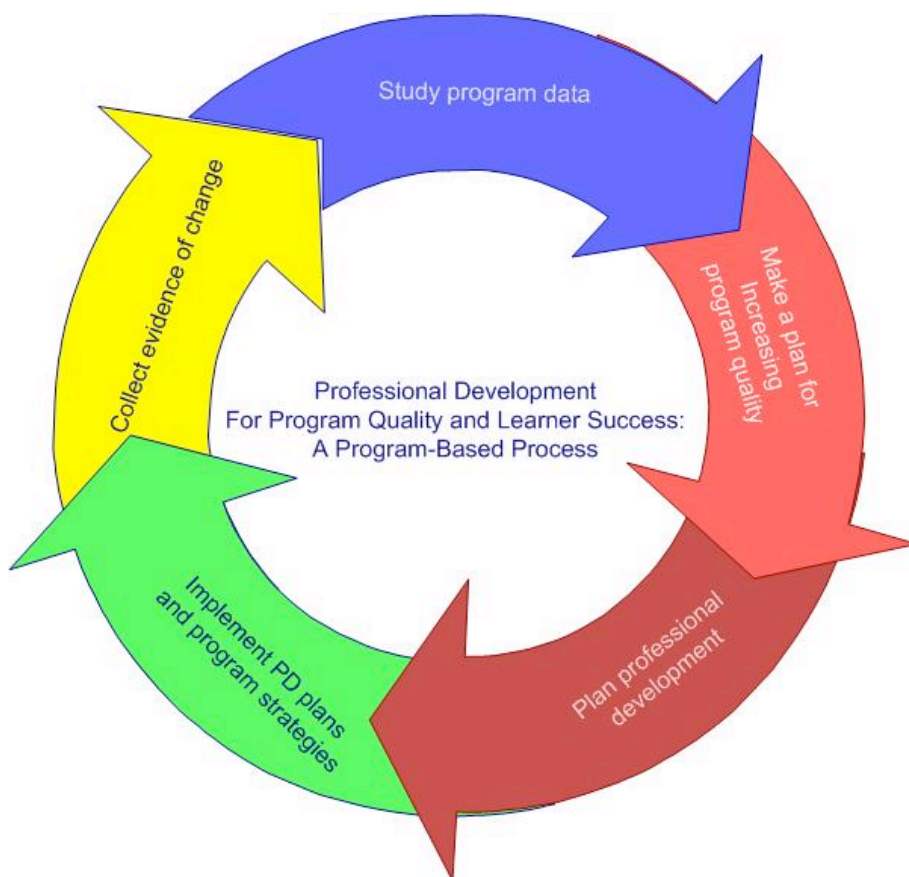 Study program data
Make a plan for
Increasing
program quality
Plan professional
development
Implement PD plans
and program strategies
Collect evidence of change
Professional Development
For Program Quality and Learner Success:
A Program-Based Process